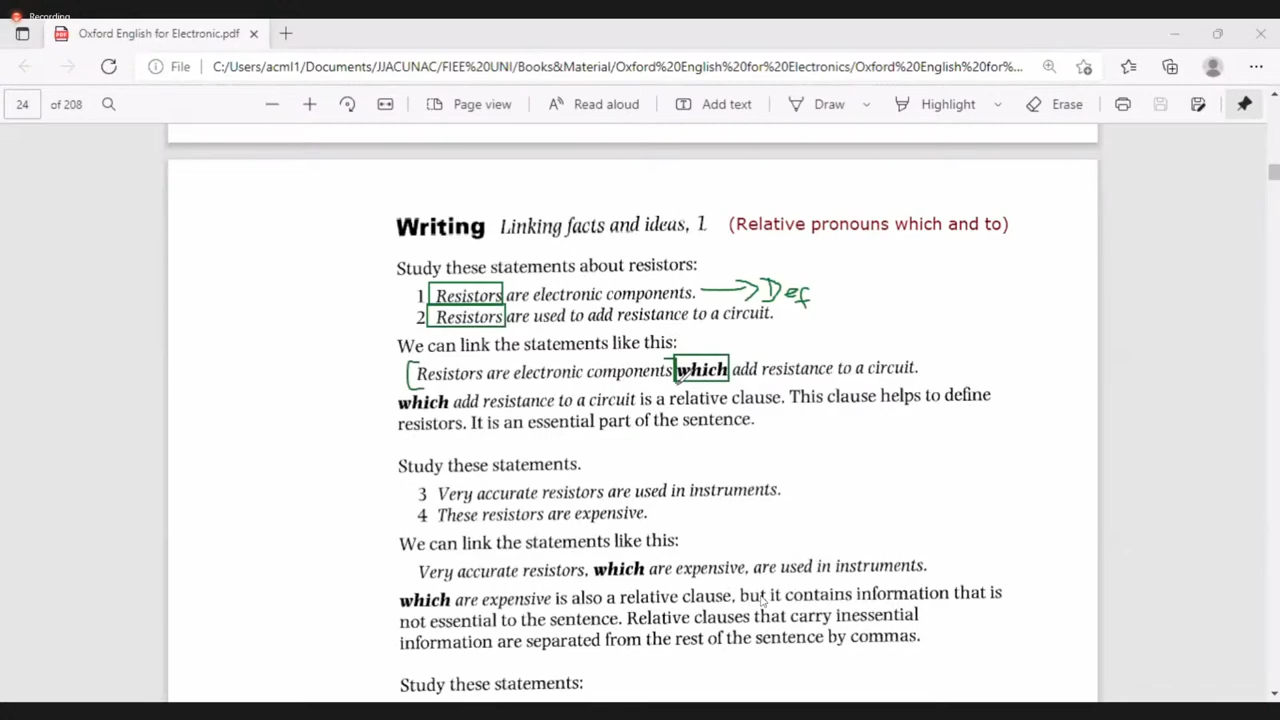 Recording
Oxford English for Electronic.pdf
File
C:/Users/acml1/Documents/JJACUNAC/FIEE%20UNI/Books&Material/Oxford%20English%20for%20Electronics/Oxford%20English%20for%...
24 of 208
Page view
Read aloud
Add text
Draw
Highlight
Erase
Writing Linking facts and ideas, 1 (Relative pronouns which and to)
Study these statements about resistors:
1 Resistors are electronic components. Def
2 Resistors are used to add resistance to a circuit.
We can link the statements like this:
Resistors are electronic components which add resistance to a circuit.
which add resistance to a circuit is a relative clause. This clause helps to define
resistors. It is an essential part of the sentence.
Study these statements.
3 Very accurate resistors are used in instruments.
4 These resistors are expensive.
We can link the statements like this:
Very accurate resistors, which are expensive, are used in instruments.
which are expensive is also a relative clause, but it contains information that is
not essential to the sentence. Relative clauses that carry inessential
information are separated from the rest of the sentence by commas.
Study these statements: